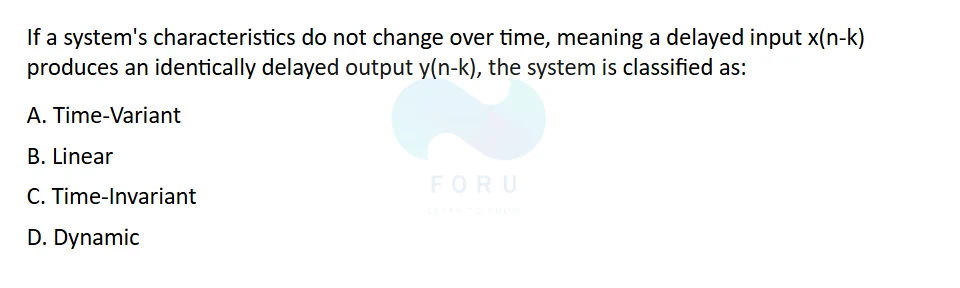 If a system's characteristics do not change over time, meaning a delayed input x(n-k)
produces an identically delayed output y(n-k), the system is classified as:
A. Time-Variant
B. Linear
FORU
C. Time-Invariant
D. Dynamic